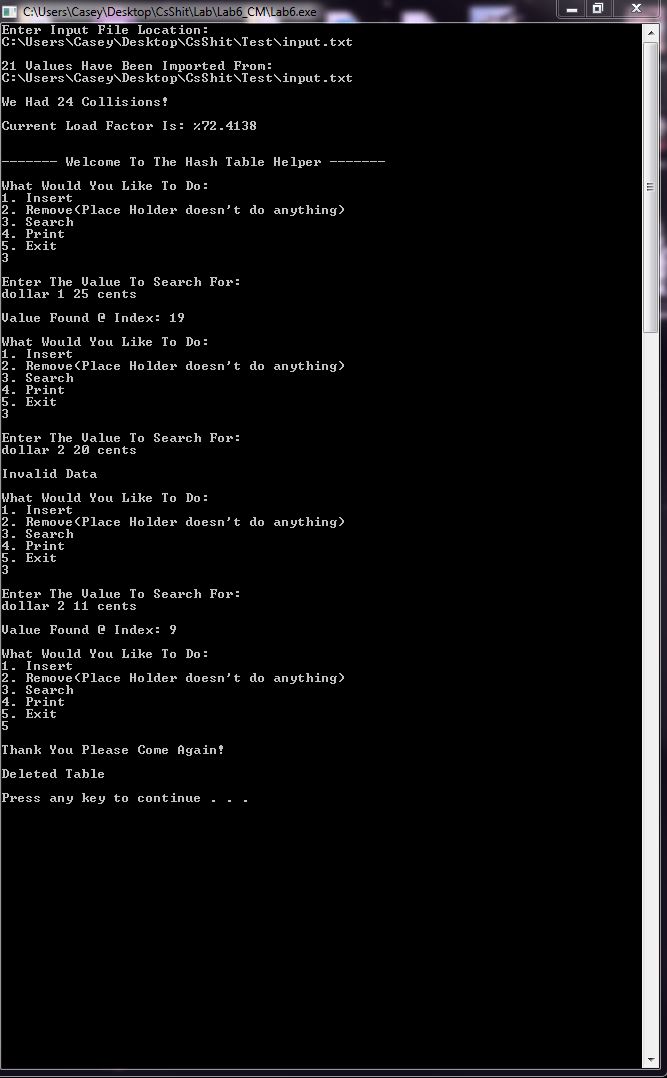 C:\Users\Casey\Desktop\CsShit\Lab\Lab6_CM\Lab6.exe
Enter Input File Location:
C:\Users\Casey\Desktop\CsShit\Test\input.txt
21 Values Have Been Imported From:
C:\Users\Casey\Desktop\CsShit\Test\input.txt
We Had 24 Collisions!
Current Load Factor Is: %72.4138
------- Welcome To The Hash Table Helper -------
What Would You Like To Do:
1. Insert
2. Remove(Place Holder doesn't do anything)
3. Search
4. Print
5. Exit
3
Enter The Value To Search For:
dollar 1 25 cents
Value Found @ Index: 19
What Would You Like To Do:
1. Insert
2. Remove(Place Holder doesn't do anything)
3. Search
4. Print
5. Exit
3
Enter The Value To Search For:
dollar 2 20 cents
Invalid Data
What Would You Like To Do:
1. Insert
2. Remove(Place Holder doesn't do anything)
3. Search
4. Print
5. Exit
3
Enter The Value To Search For:
dollar 2 11 cents
Value Found @ Index: 9
What Would You Like To Do:
1. Insert
2. Remove(Place Holder doesn't do anything)
3. Search
4. Print
5. Exit
5
Thank You Please Come Again!
Deleted Table
Press any key to continue . . .